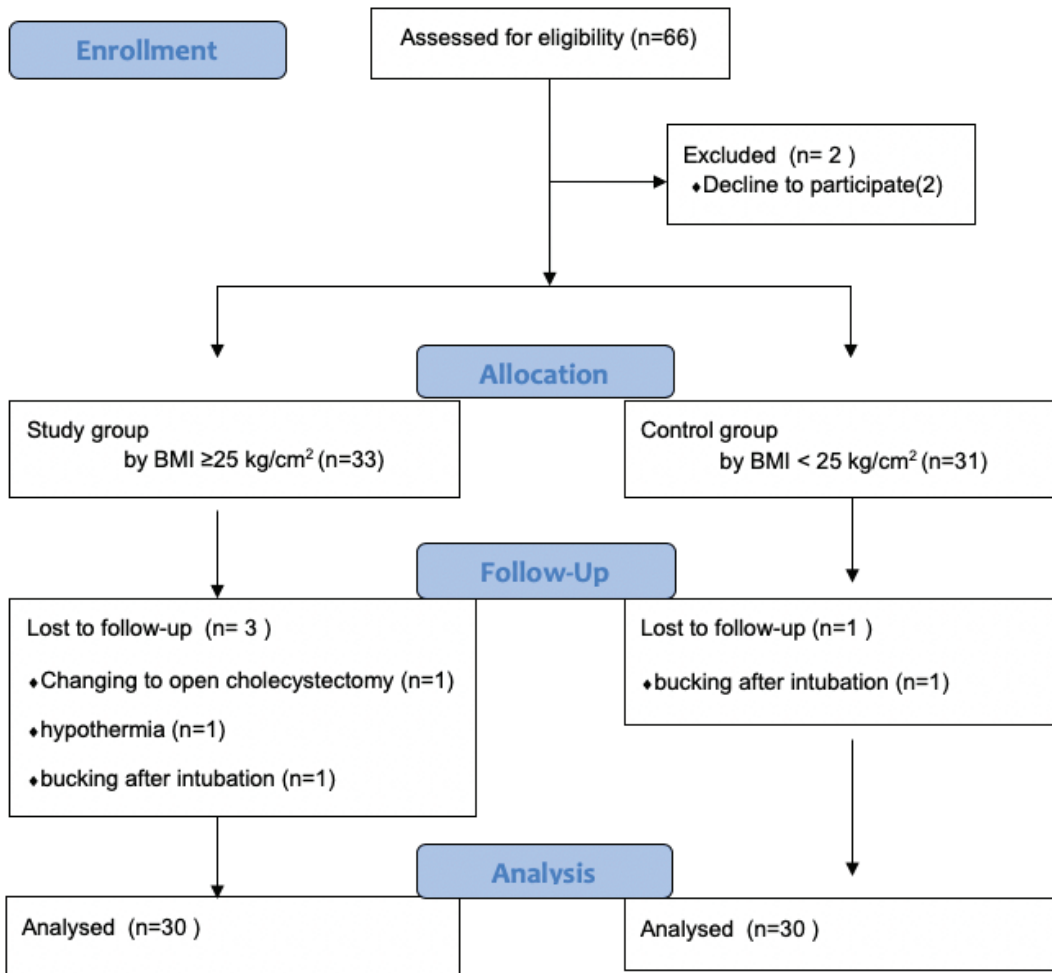 Enrollment
Assessed for eligibility (n=66)
Excluded (n= 2 )
♦Decline to participate(2)
Allocation
Study group
by BMI ≥25 kg/cm² (n=33)
Control group
by BMI < 25 kg/cm² (n=31)
Follow-Up
Lost to follow-up (n= 3 )
♦Changing to open cholecystectomy (n=1)
♦hypothermia (n=1)
♦bucking after intubation (n=1)
Lost to follow-up (n=1 )
♦bucking after intubation (n=1)
Analysis
Analysed (n=30 )
Analysed (n=30 )